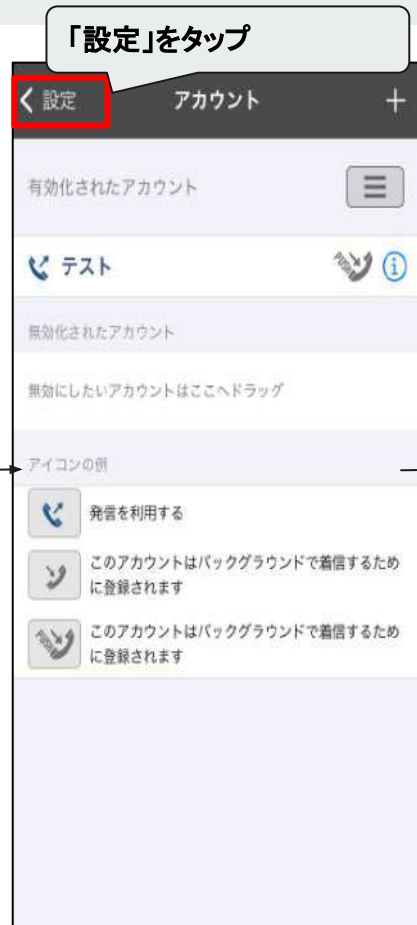 「設定」をタップ
設定
アカウント
+
有効化されたアカウント
テスト
PUSH
i
無効化されたアカウント
無効にしたいアカウントはここへドラッグ
アイコンの例
発信を利用する
このアカウントはバックグラウンドで着信するため
に登録されます
PUSH
このアカウントはバックグラウンドで着信するため
に登録されます